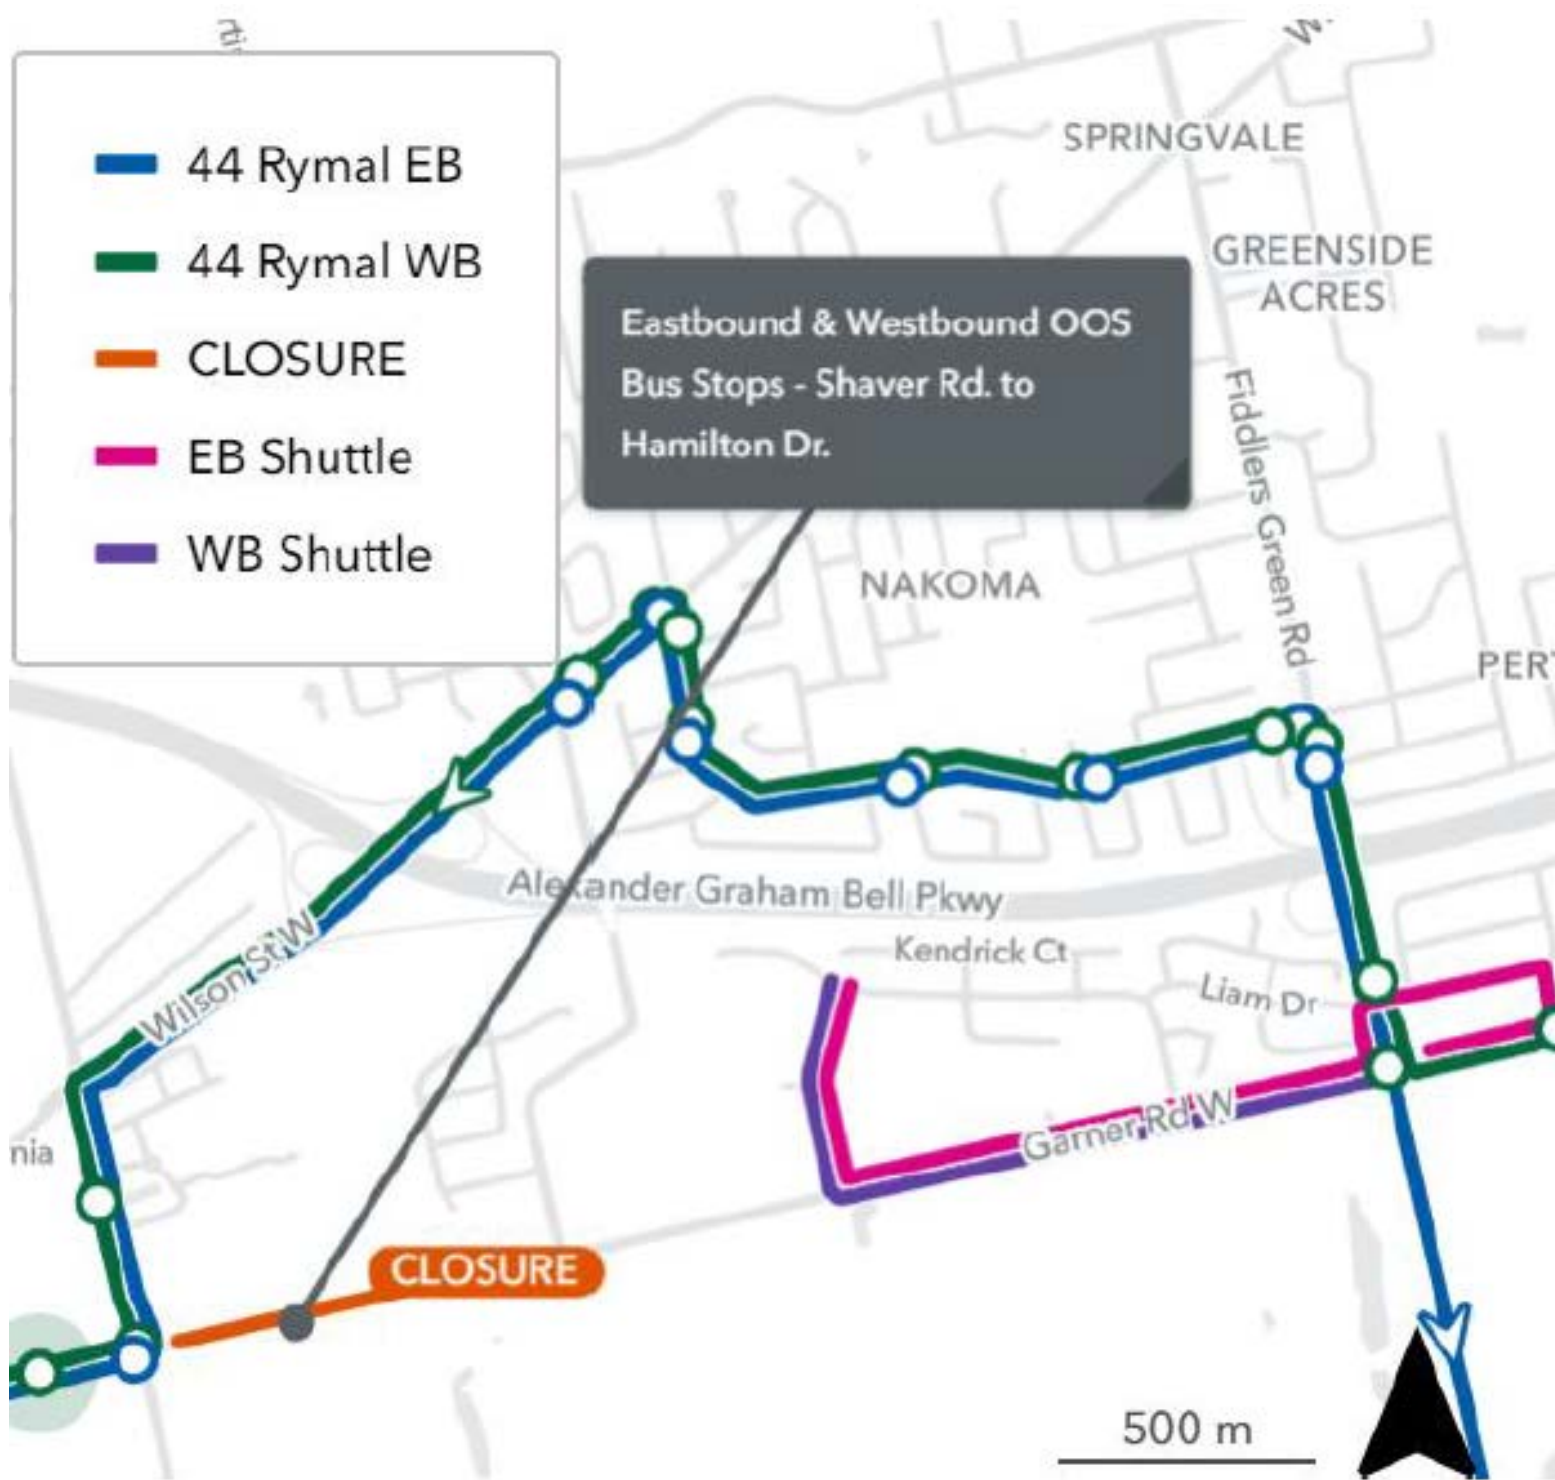 44 Rymal EB
44 Rymal WB
CLOSURE
EB Shuttle
WB Shuttle
SPRINGVALE
GREENSIDE
ACRES
Eastbound & Westbound OOS
Bus Stops - Shaver Rd. to
Hamilton Dr.
Fiddlers Green Rd
NAKOMA
Alexander Graham Bell Pkwy
Kendrick Ct
Liam Dr
Wilson St W
Garner Rd W
CLOSURE
500 m